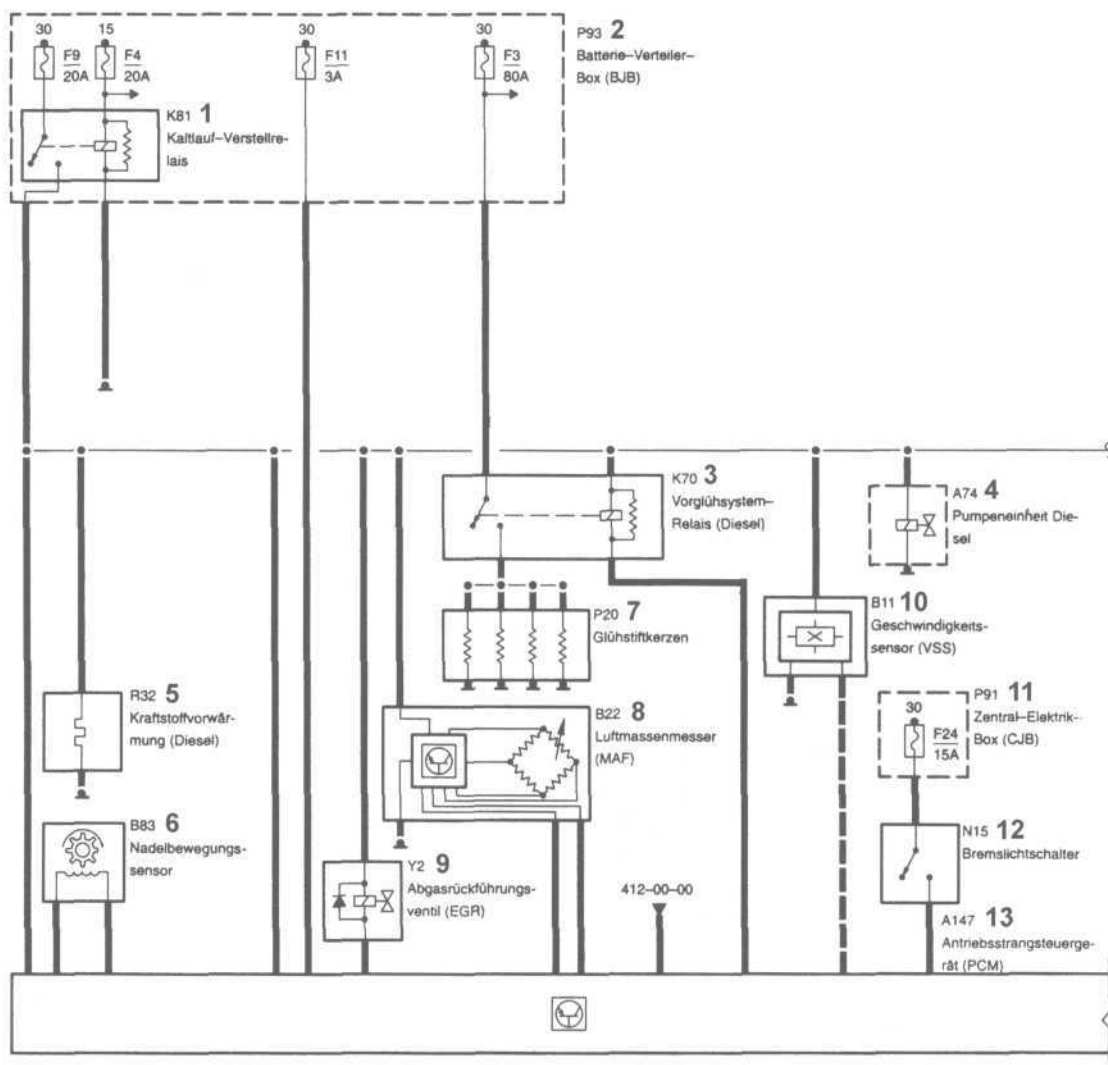 30
15
30
30
P93 2
Batterie–Verteiler–
Box (BJB)
F9
20A
F4
20A
F11
3A
F3
80A
K81 1
Kaltlauf–Verstellre–
lais
K70 3
Vorglühsystem–
Relais (Diesel)
A74 4
Pumpeneinheit Die–
sel
P20 7
Glühstiftkerzen
B11 10
Geschwindigkeits–
sensor (VSS)
R32 5
Kraftstoffvorwär–
mung (Diesel)
B22 8
Luftmassenmesser
(MAF)
P91 11
Zentral–Elektrik–
Box (CJB)
30
F24
15A
B83 6
Nadelbewegungs–
sensor
N15 12
Bremslichtschalter
Y2 9
Abgasrückführungs–
ventil (EGR)
412–00–00
A147 13
Antriebsstrangsteuerge–
rät (PCM)